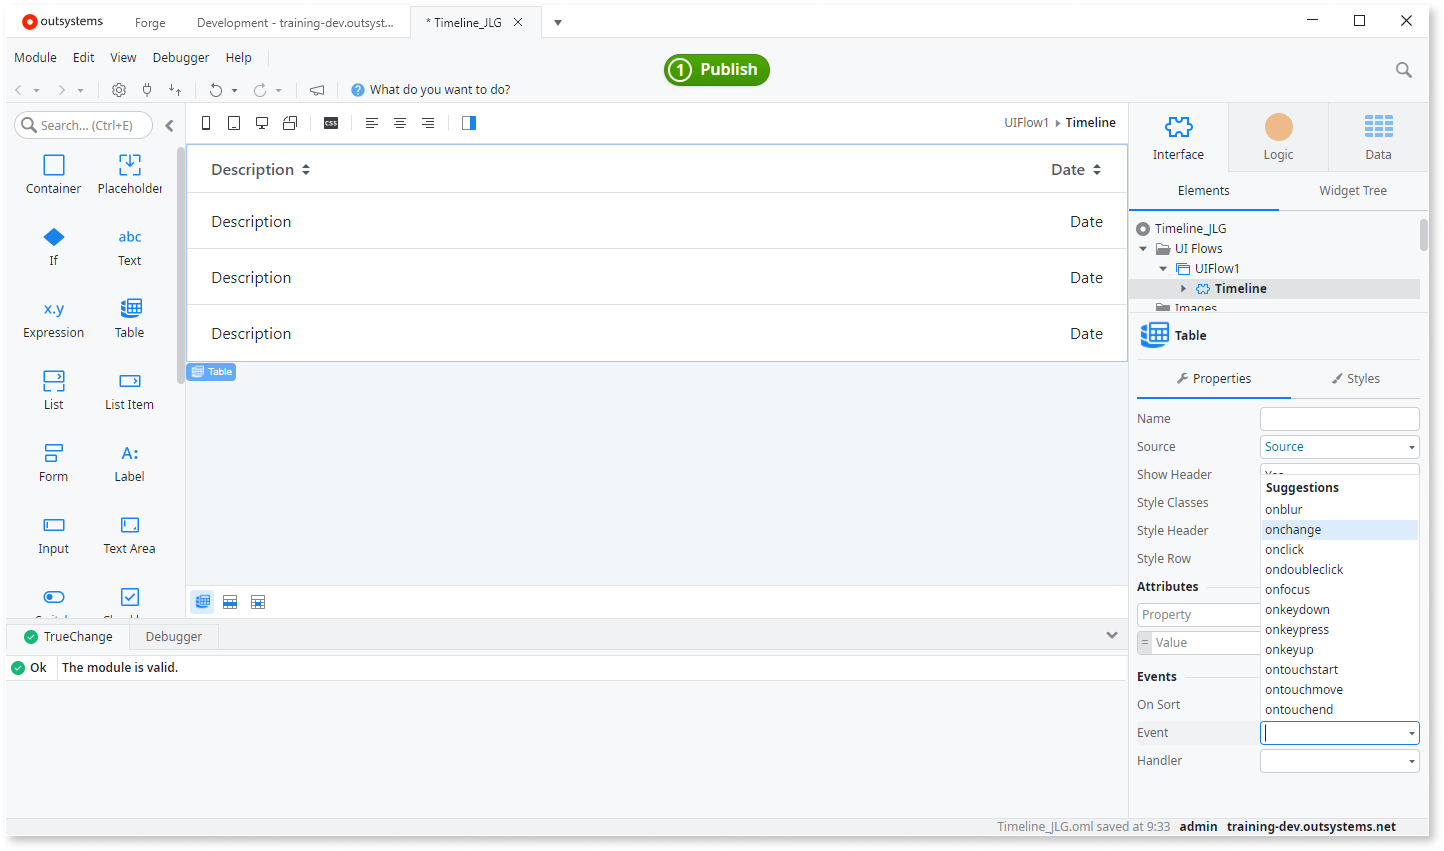 outsystems
Forge
Development - training-dev.outsyst...
* Timeline_JLG
Module Edit View Debugger Help
1 Publish
? What do you want to do?
Search... (Ctrl+E)
css
UIFlow1 Timeline
Interface Logic Data
Container Placeholder
If
abc
Text
x.y
Expression Table
List List Item
Form
A:
Label
Input Text Area
Description Date
Description Date
Description Date
Description Date
Table
Elements Widget Tree
Timeline_JLG
UI Flows
UIFlow1
Timeline
Images
Table
Properties Styles
Name
Source Source
Show Header Yes
Style Classes
Style Header
Style Row
Attributes
Property
= Value
Events
On Sort
Event
Handler
Suggestions
onblur
onchange
onclick
ondoubleclick
onfocus
onkeydown
onkeypress
onkeyup
ontouchstart
ontouchmove
ontouchend
TrueChange Debugger
Ok The module is valid.
Timeline_JLG.oml saved at 9:33 admin training-dev.outsystems.net